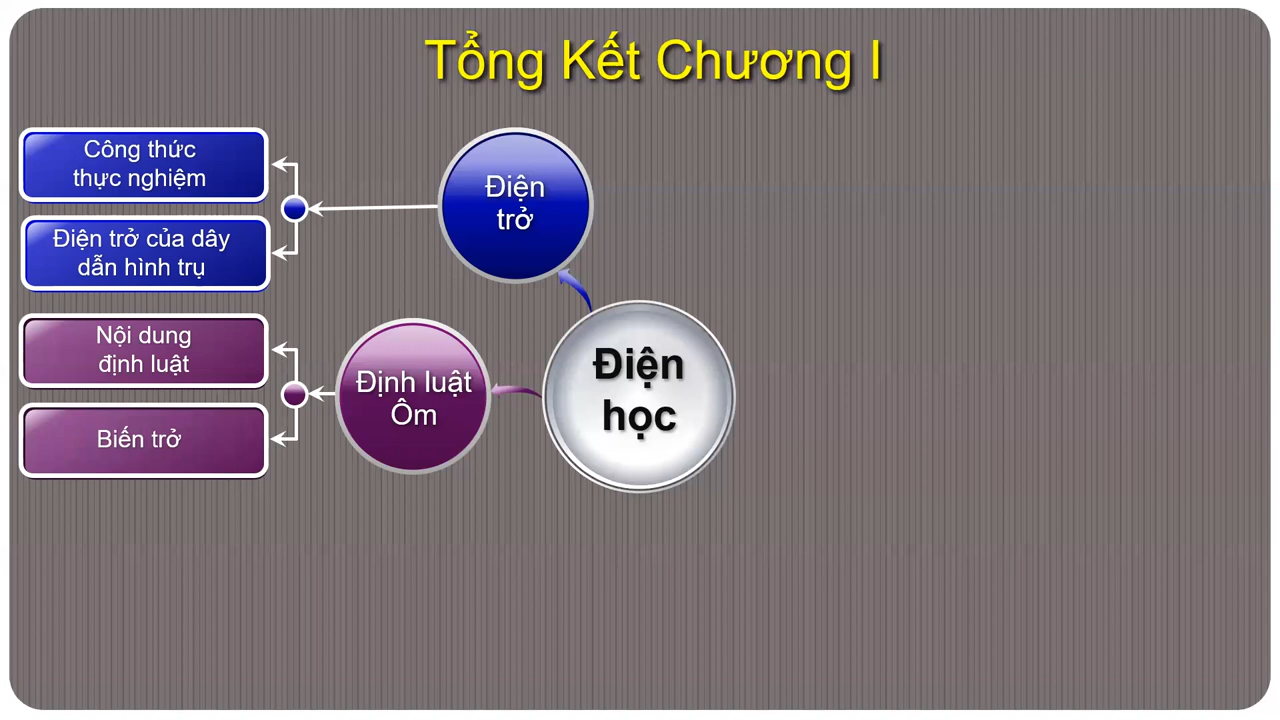 Tổng Kết Chương I
Công thức
thực nghiệm
Điện trở của dây
dẫn hình trụ
Điện
trở
Nội dung
định luật
Biến trở
Định luật
Ôm
Điện
học